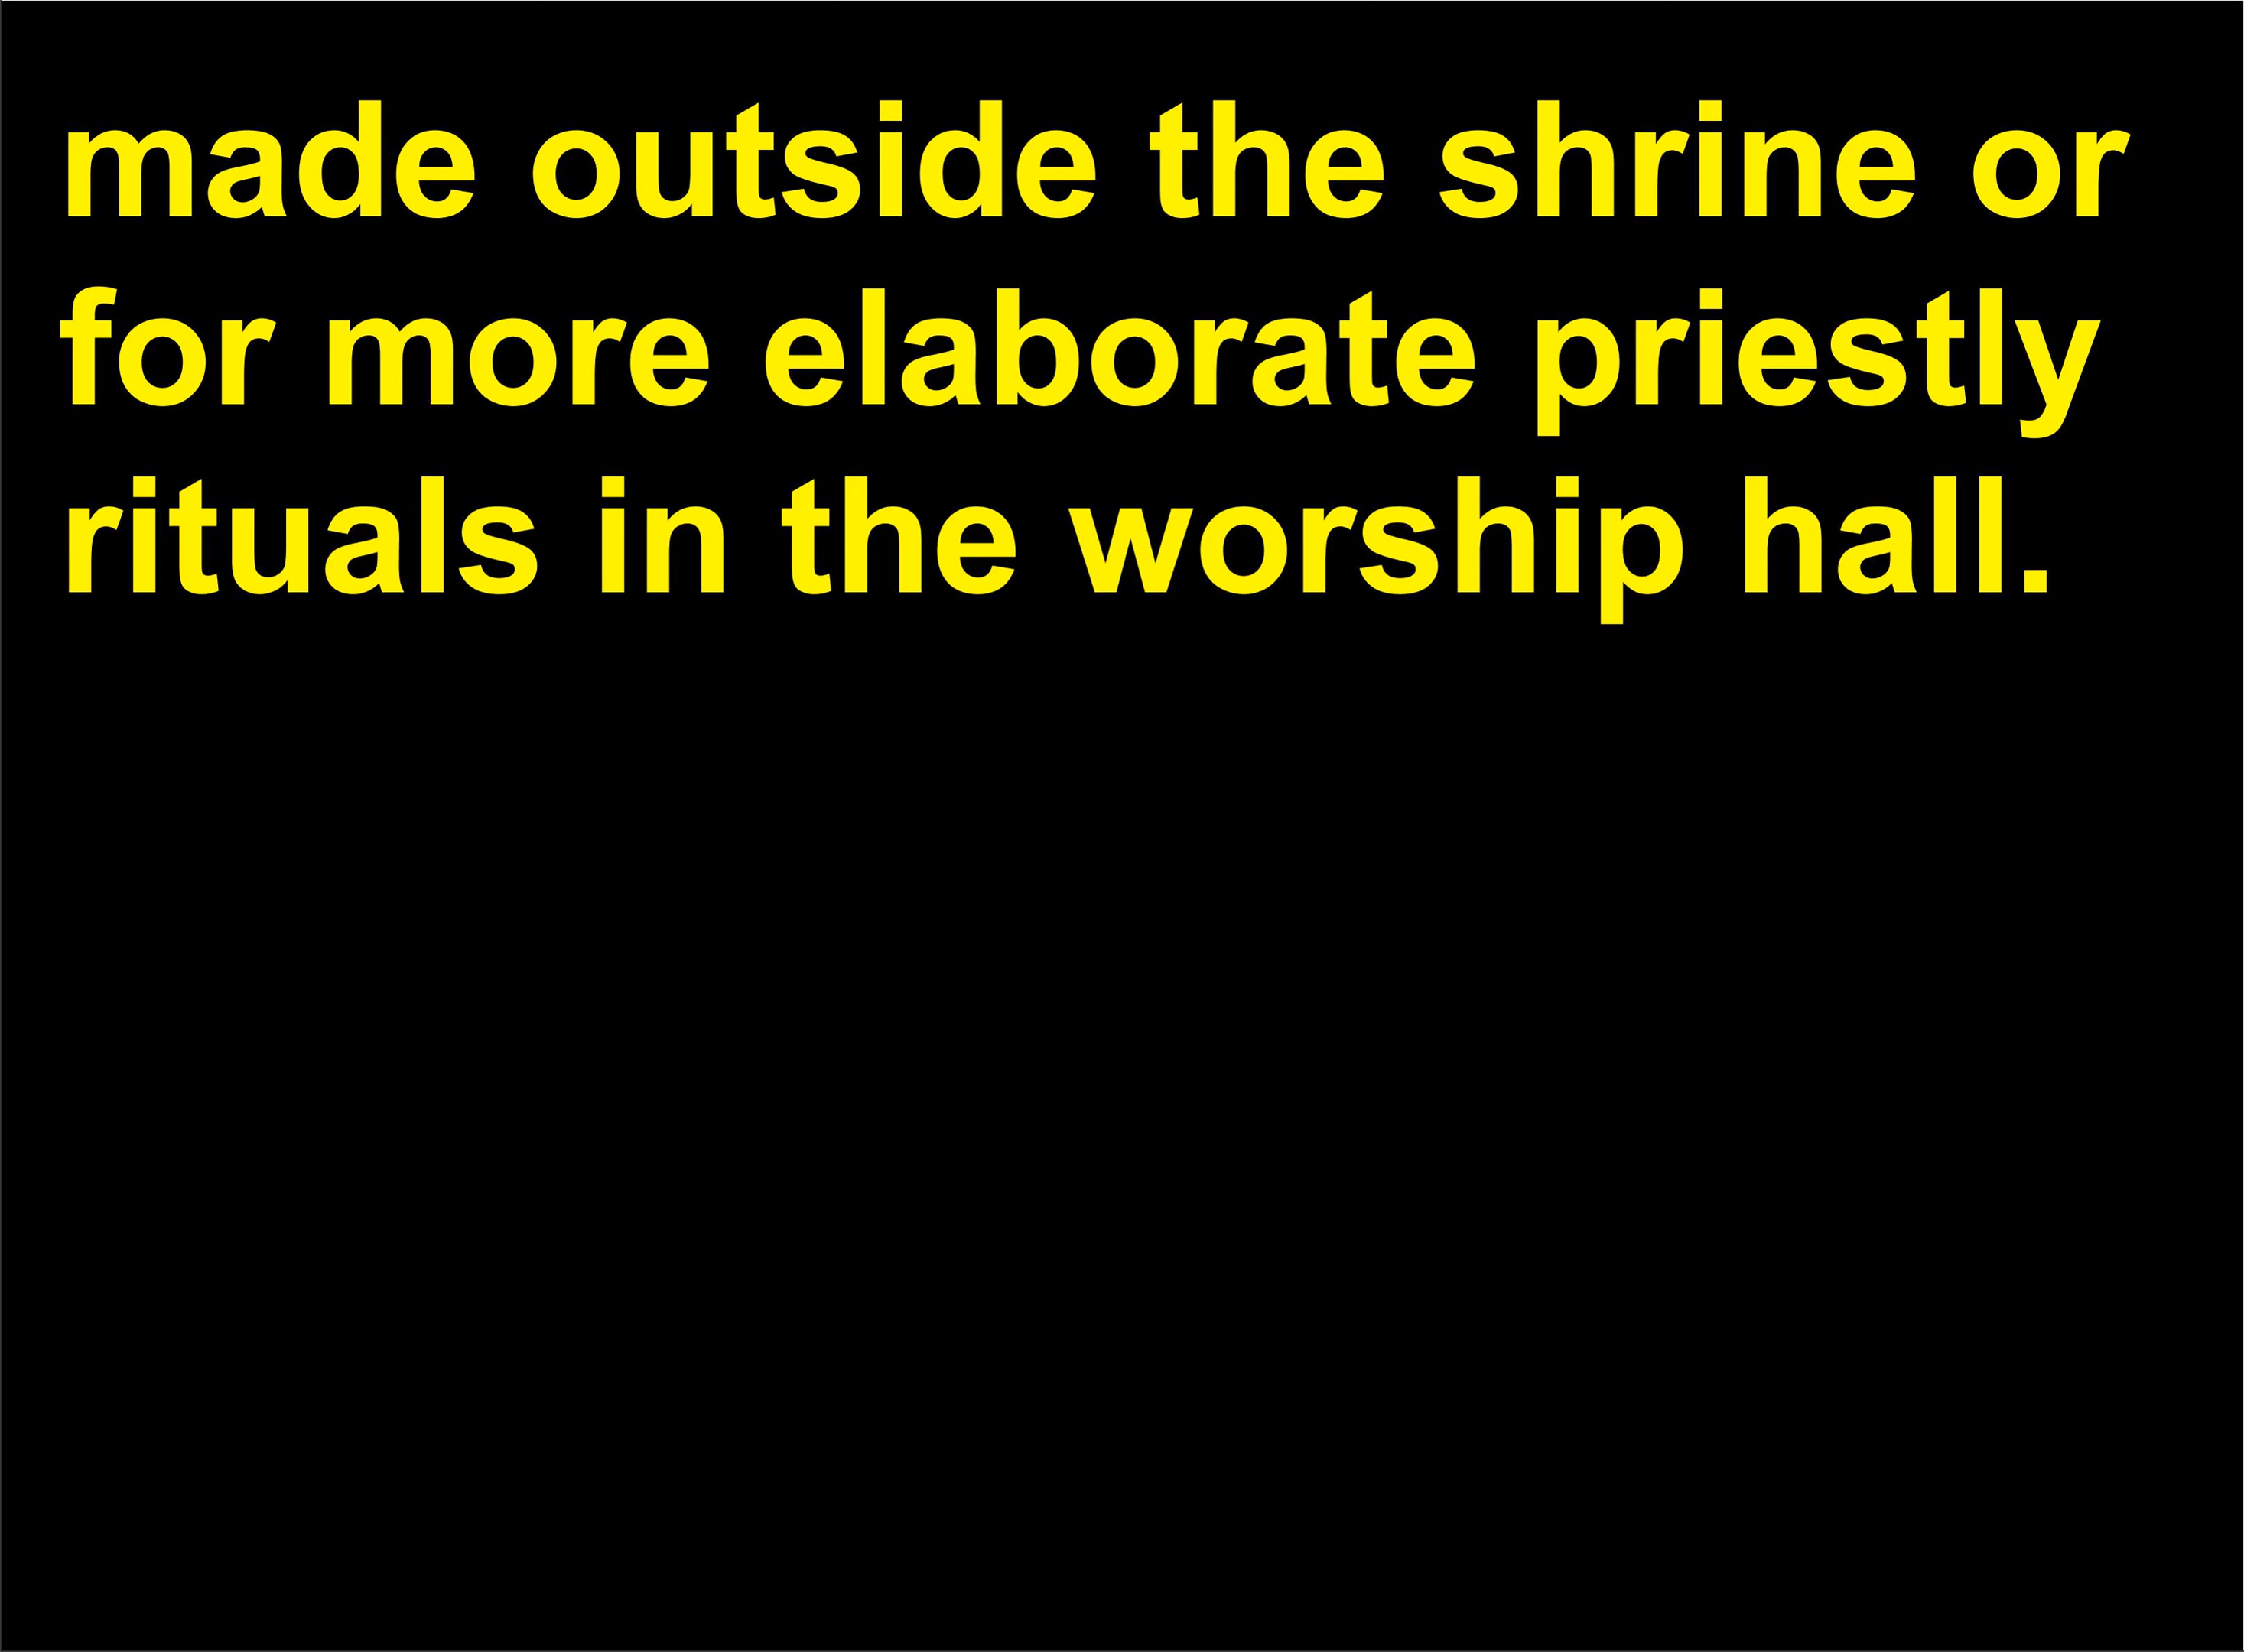 made outside the shrine or
for more elaborate priestly
rituals in the worship hall.